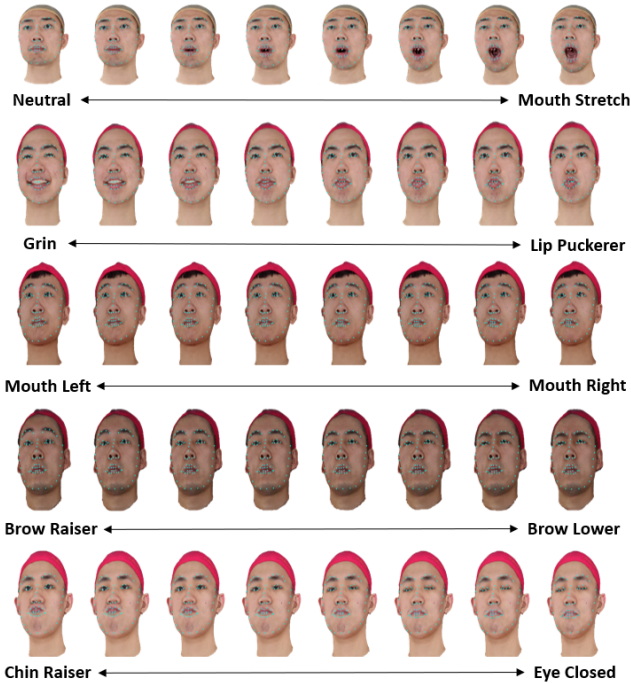 Neutral Mouth Stretch
Grin Lip Puckerer
Mouth Left Mouth Right
Brow Raiser Brow Lower
Chin Raiser Eye Closed